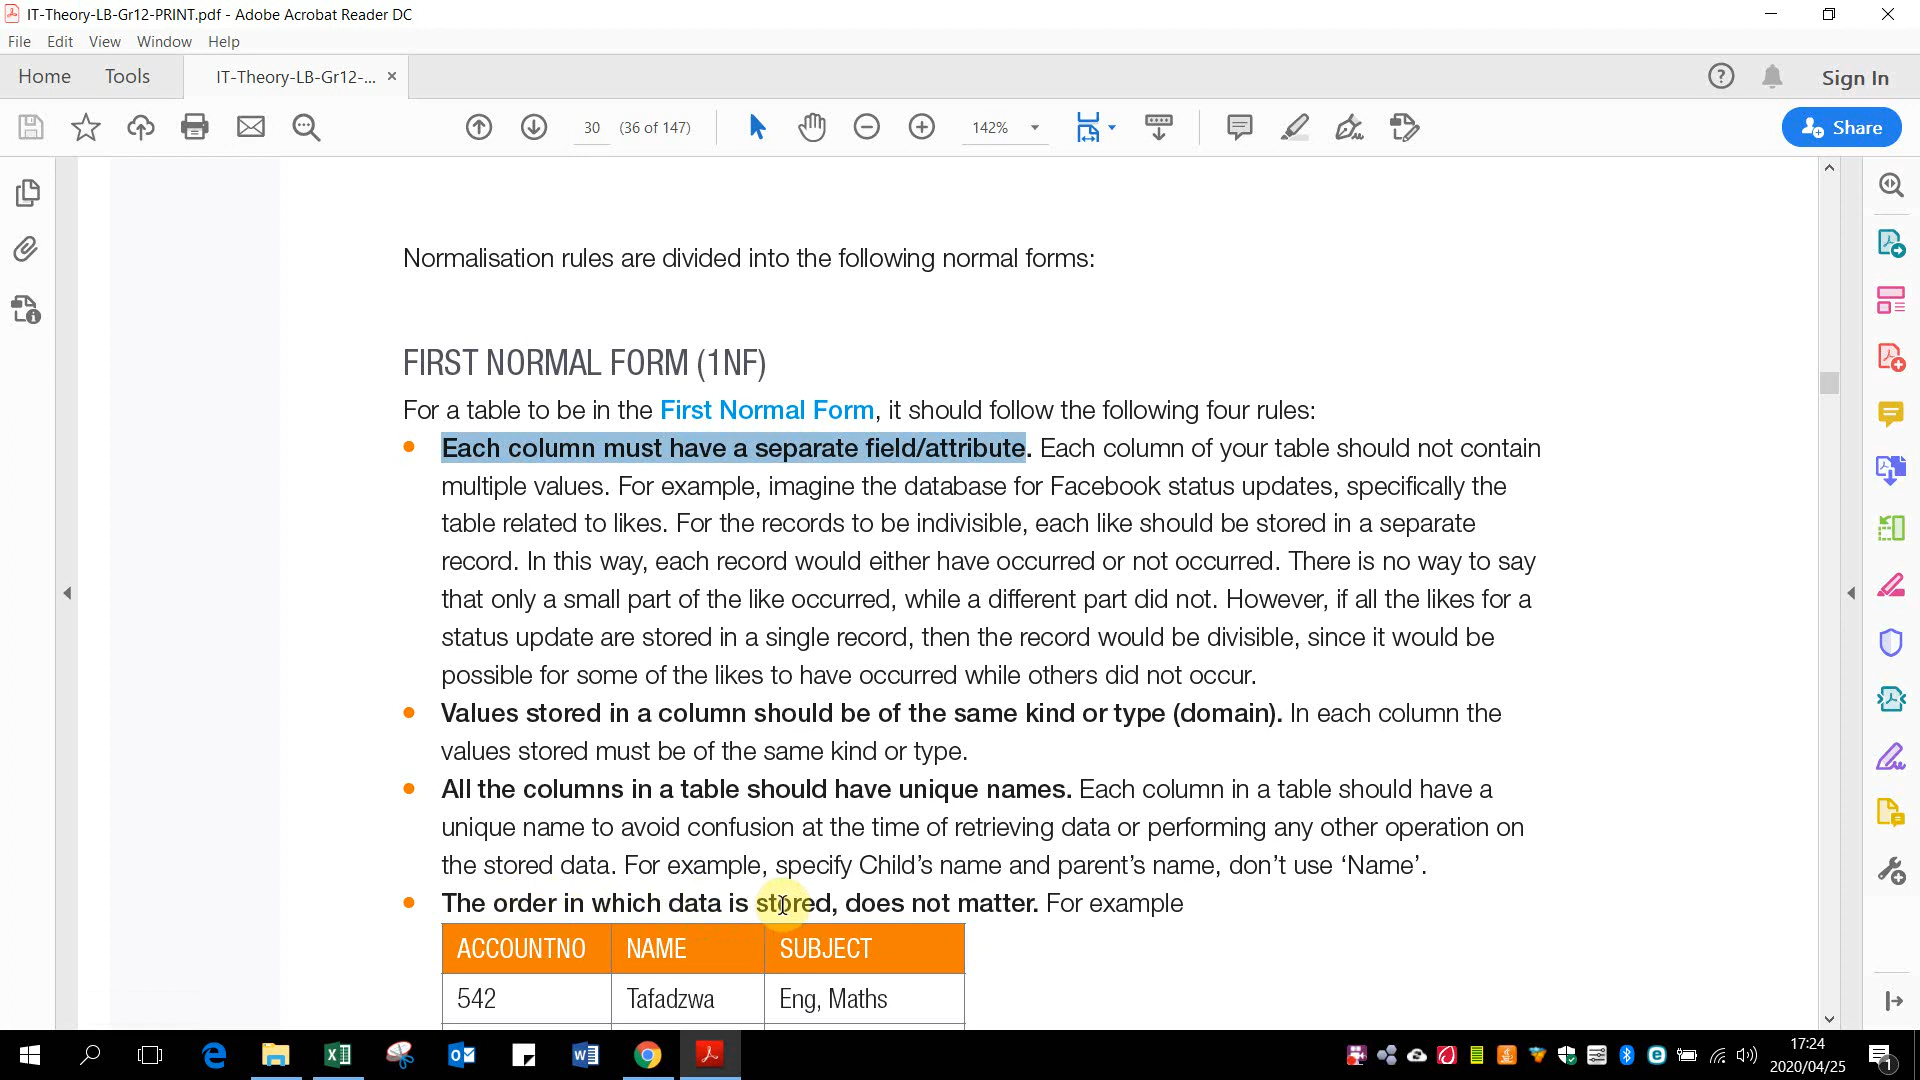 IT-Theory-LB-Gr12-PRINT.pdf - Adobe Acrobat Reader DC
File Edit View Window Help
Home Tools IT-Theory-LB-Gr12-... × Sign In
30 (36 of 147) 142% Share
Normalisation rules are divided into the following normal forms:
FIRST NORMAL FORM (1NF)
For a table to be in the First Normal Form, it should follow the following four rules:
• Each column must have a separate field/attribute. Each column of your table should not contain
multiple values. For example, imagine the database for Facebook status updates, specifically the
table related to likes. For the records to be indivisible, each like should be stored in a separate
record. In this way, each record would either have occurred or not occurred. There is no way to say
that only a small part of the like occurred, while a different part did not. However, if all the likes for a
status update are stored in a single record, then the record would be divisible, since it would be
possible for some of the likes to have occurred while others did not occur.
• Values stored in a column should be of the same kind or type (domain). In each column the
values stored must be of the same kind or type.
• All the columns in a table should have unique names. Each column in a table should have a
unique name to avoid confusion at the time of retrieving data or performing any other operation on
the stored data. For example, specify Child’s name and parent’s name, don’t use ‘Name’.
• The order in which data is stored, does not matter. For example
ACCOUNTNO NAME SUBJECT
542 Tafadzwa Eng, Maths
17:24
2020/04/25
1